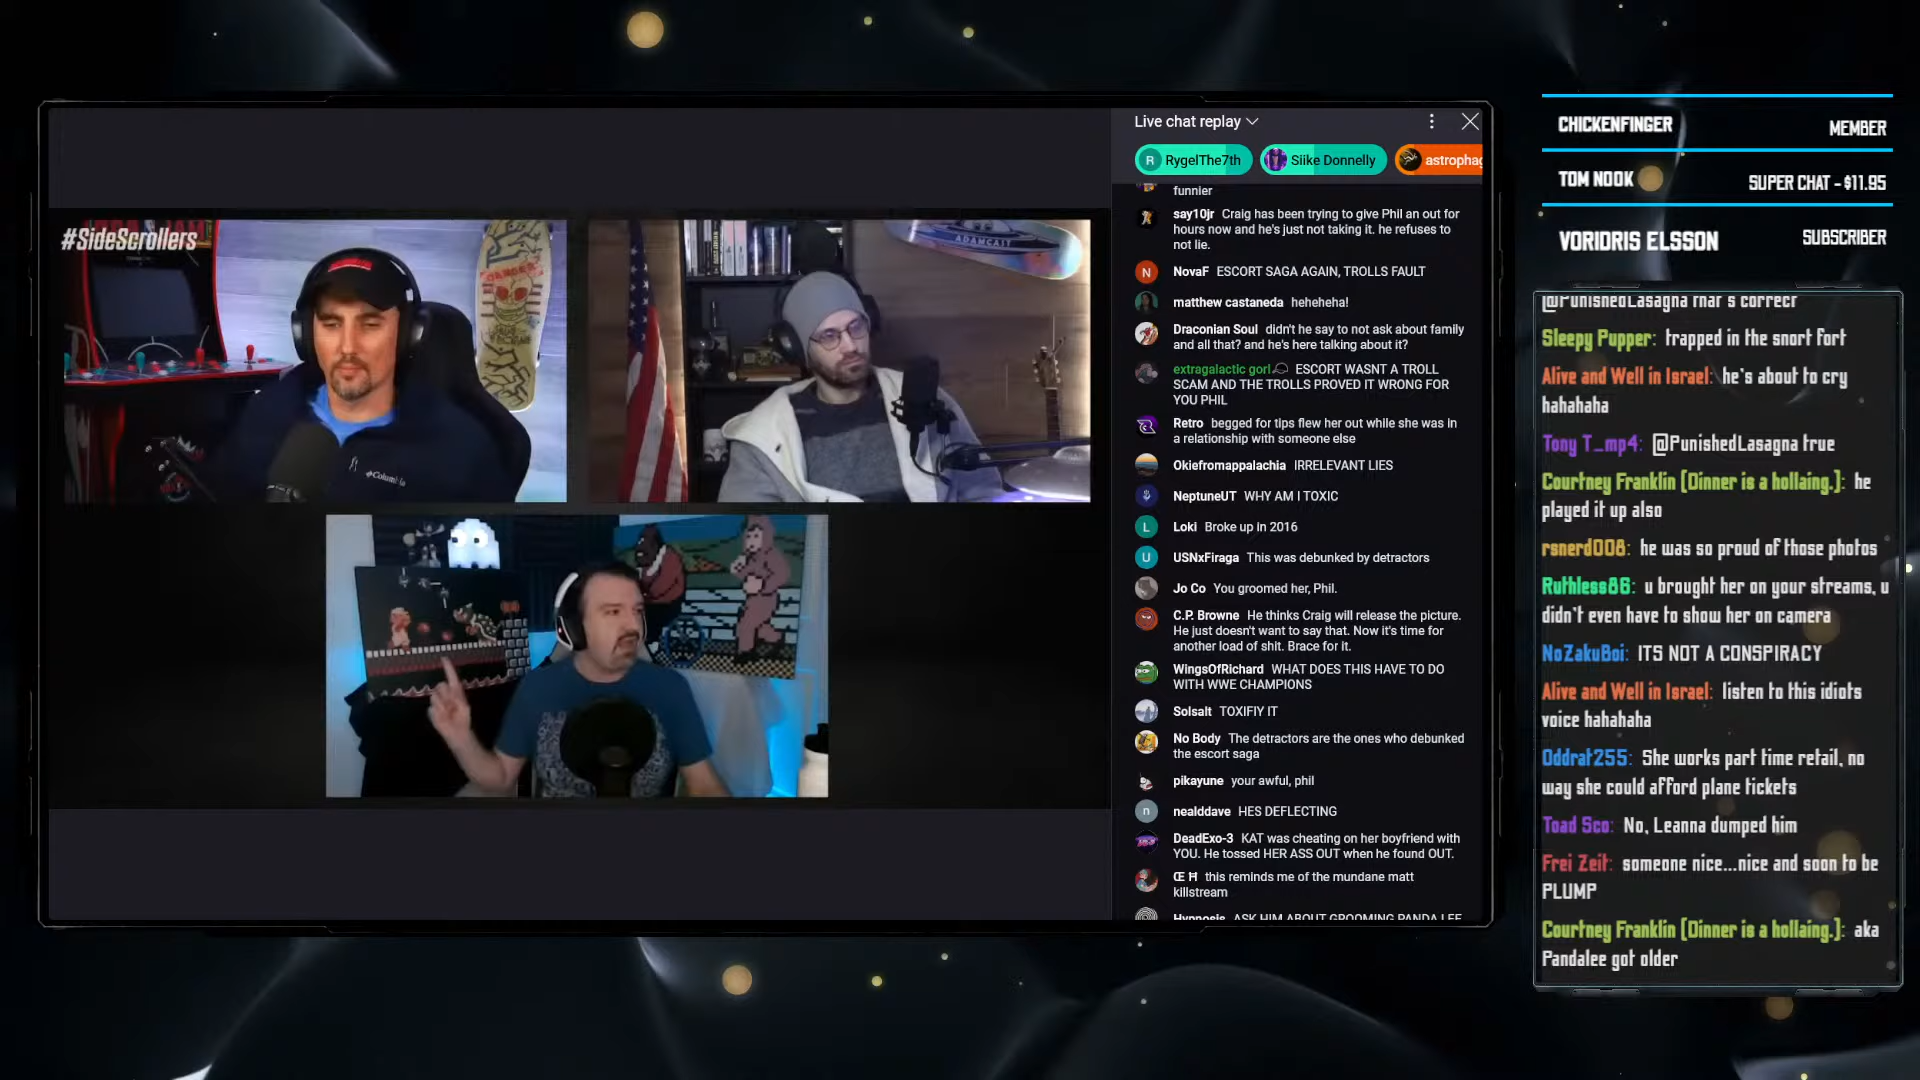 #SideScrollers
ADAMCAST
Columbia
Live chat replay
R RygelThe7th
Siike Donnelly
funnier
say10jr Craig has been trying to give Phil an out for
hours now and he's just not taking it. he refuses to
not lie.
N NovaF ESCORT SAGA AGAIN, TROLLS FAULT
matthew castaneda heheheha!
Draconian Soul didn't he say to not ask about family
and all that? and he's here talking about it?
extragalactic gorl ESCORT WASNT A TROLL
SCAM AND THE TROLLS PROVED IT WRONG FOR
YOU PHIL
Retro begged for tips flew her out while she was in
a relationship with someone else
Okiefromappalachia IRRELEVANT LIES
NeptuneUT WHY AM I TOXIC
L Loki Broke up in 2016
U USNxFiraga This was debunked by detractors
Jo Co You groomed her, Phil.
C.P. Browne He thinks Craig will release the picture.
He just doesn't want to say that. Now it's time for
another load of shit. Brace for it.
WingsOfRichard WHAT DOES THIS HAVE TO DO
WITH WWE CHAMPIONS
Solsalt TOXIFIY IT
No Body The detractors are the ones who debunked
the escort saga
pikayune your awful, phil
n nealddave HES DEFLECTING
DeadExo-3 KAT was cheating on her boyfriend with
YOU. He tossed HER ASS OUT when he found OUT.
Œ Ħ this reminds me of the mundane matt
killstream
Hypnosis ASK HIM ABOUT GROOMING PANDA LEE
CHICKENFINGER MEMBER
TOM NOOK SUPER CHAT - $11.95
VORIDRIS ELSSON SUBSCRIBER
@PunishedLasagna that's correct
Sleepy Pupper: trapped in the snort fort
Alive and Well in Israel: he's about to cry
hahahaha
Tony T_mp4: @PunishedLasagna true
Courtney Franklin (Dinner is a hollaing.): he
played it up also
rsnerd008: he was so proud of those photos
Ruthless86: u brought her on your streams, u
didn't even have to show her on camera
NoZakuBoi: ITS NOT A CONSPIRACY
Alive and Well in Israel: listen to this idiots
voice hahahaha
Oddrat255: She works part time retail, no
way she could afford plane tickets
Toad Sco: No, Leanna dumped him
Frei Zeit: someone nice...nice and soon to be
PLUMP
Courtney Franklin (Dinner is a hollaing.): aka
Pandalee got older